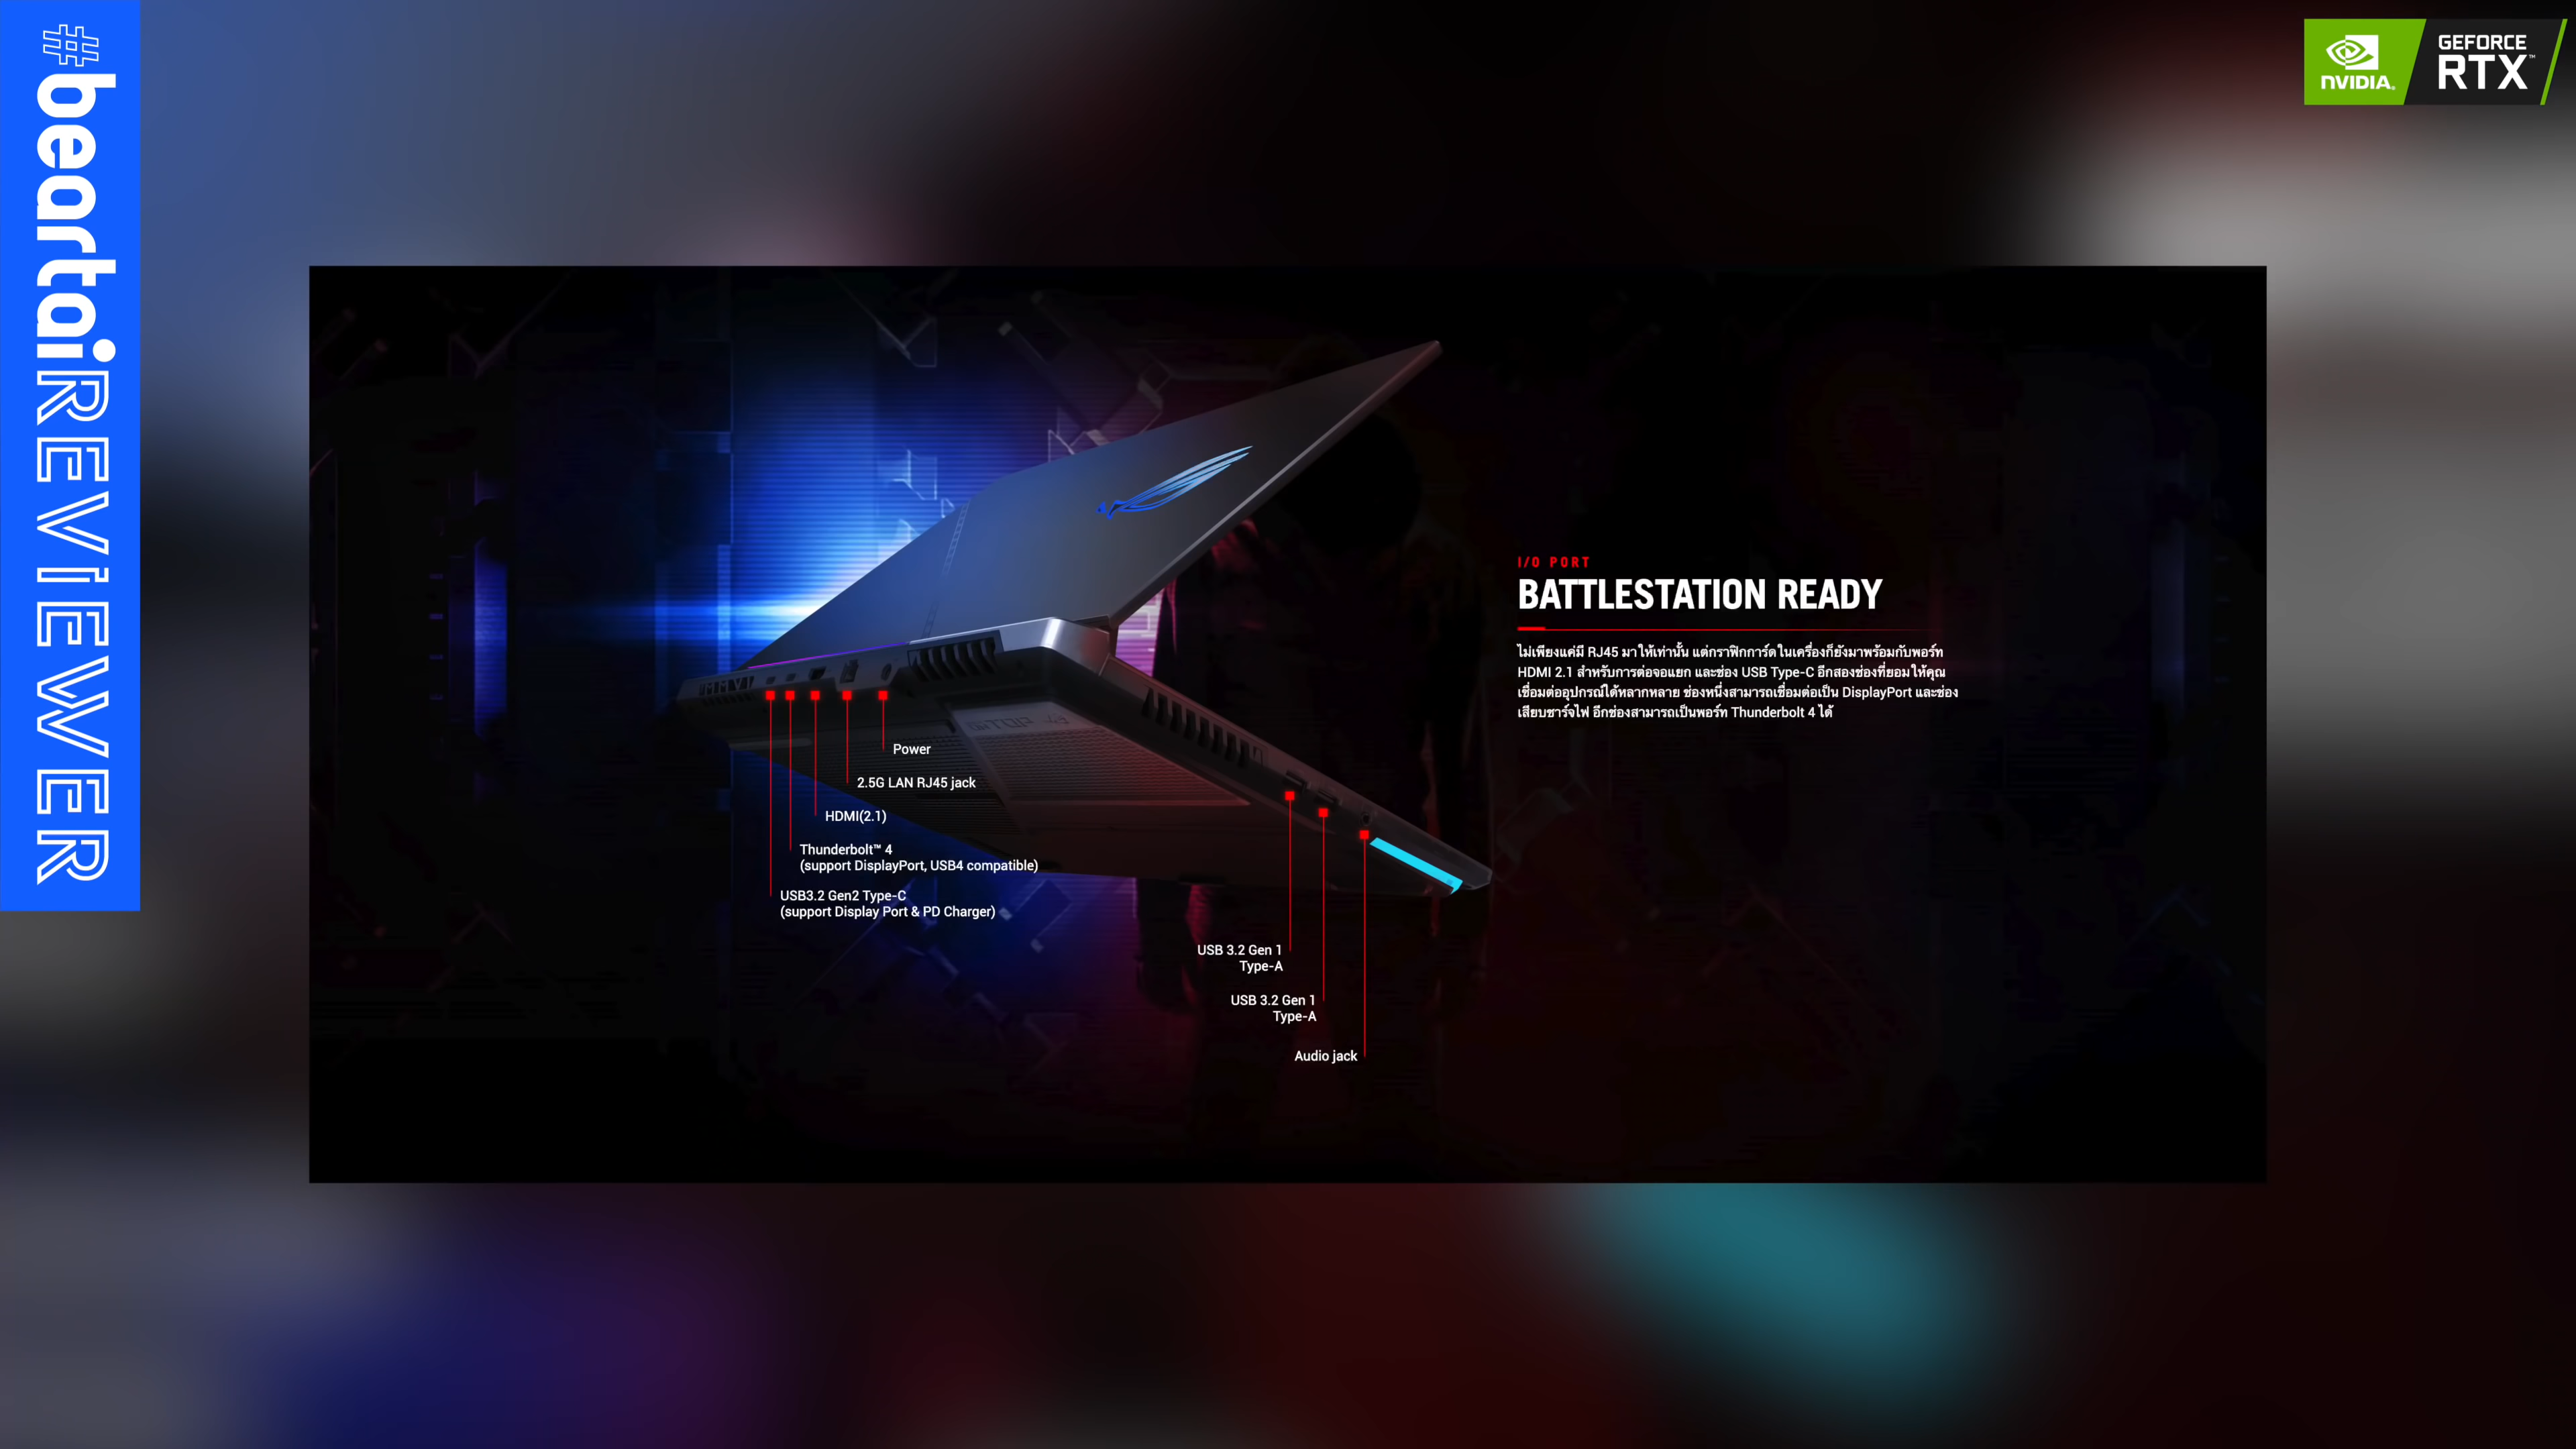 #beartaiREVIEWER
NVIDIA.
GEFORCE
RTX™
I/O PORT
BATTLESTATION READY
ไม่เพียงแค่มี RJ45 มาให้เท่านั้น แต่กราฟิกการ์ดในเครื่องก็ยังมาพร้อมกับพอร์ท
HDMI 2.1 สำหรับการต่อจอแยก และช่อง USB Type-C อีกสองช่องที่ยอมให้คุณ
เชื่อมต่ออุปกรณ์ได้หลากหลาย ช่องหนึ่งสามารถเชื่อมต่อเป็น DisplayPort และช่อง
เสียบชาร์จไฟ อีกช่องสามารถเป็นพอร์ท Thunderbolt 4 ได้
Power
2.5G LAN RJ45 jack
HDMI(2.1)
Thunderbolt™ 4
(support DisplayPort, USB4 compatible)
USB3.2 Gen2 Type-C
(support Display Port & PD Charger)
USB 3.2 Gen 1
Type-A
USB 3.2 Gen 1
Type-A
Audio jack